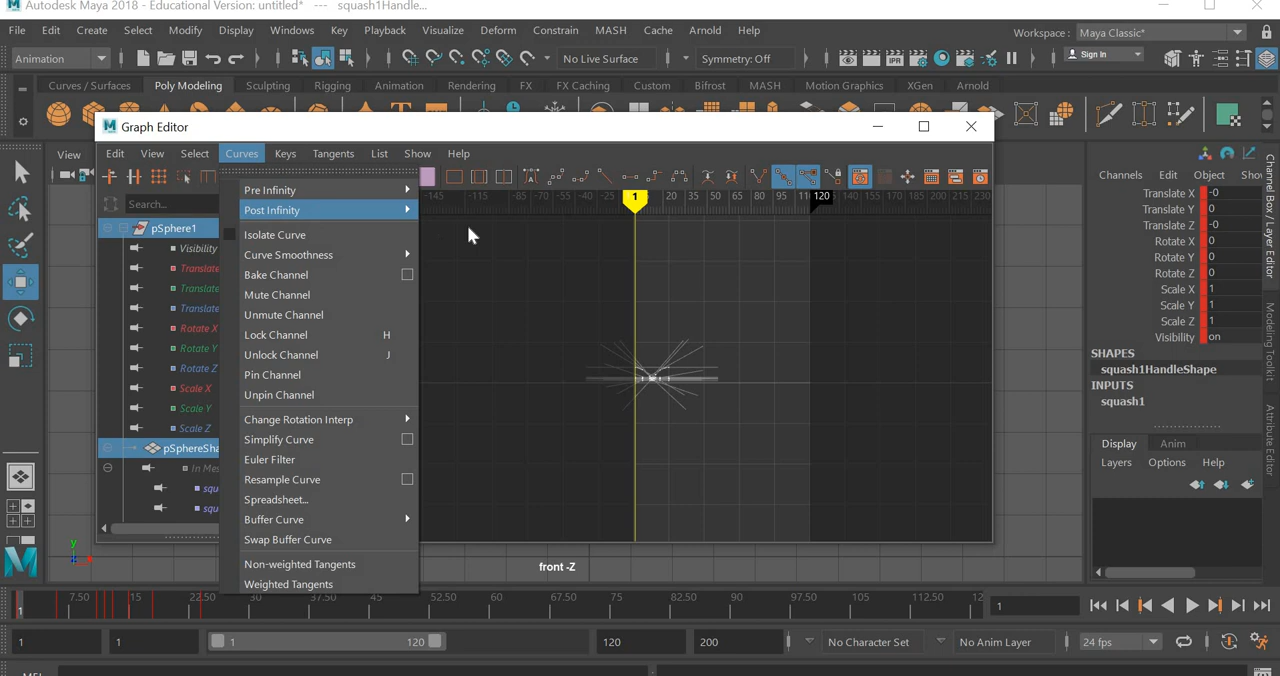 Autodesk Maya 2018 - Educational Version: untitled* --- squash1Handle...
File Edit Create Select Modify Display Windows Key Playback Visualize Deform Constrain MASH Cache Arnold Help
Workspace : Maya Classic*
Animation No Live Surface Symmetry: Off Sign In
Curves / Surfaces Poly Modeling Sculpting Rigging Animation Rendering FX FX Caching Custom Bifrost MASH Motion Graphics XGen Arnold
Graph Editor
View
Edit View Select Curves Keys Tangents List Show Help
Channels Edit Object Show
Search...
-145 -115 -85 -60 -40 -25 1 20 35 50 65 80 95 110 120 145 170 200 230
Pre Infinity
Post Infinity
Isolate Curve
Curve Smoothness
Bake Channel
Mute Channel
Unmute Channel
Lock Channel H
Unlock Channel J
Pin Channel
Unpin Channel
Change Rotation Interp
Simplify Curve
Euler Filter
Resample Curve
Spreadsheet...
Buffer Curve
Swap Buffer Curve
Non-weighted Tangents
Weighted Tangents
pSphere1
Visibility
Translate
Translate
Translate
Rotate X
Rotate Y
Rotate Z
Scale X
Scale Y
Scale Z
pSphereSha
In Mes
squ
squ
Translate X -0
Translate Y 0
Translate Z -0
Rotate X 0
Rotate Y 0
Rotate Z 0
Scale X 1
Scale Y 1
Scale Z 1
Visibility on
SHAPES
squash1HandleShape
INPUTS
squash1
Display Anim
Layers Options Help
Channel Box / Layer Editor
Modeling Toolkit
Attribute Editor
y
front -Z
1 7.50 15 22.50 30 37.50 45 52.50 60 67.50 75 82.50 90 97.50 105 112.50 12
1
1 1 1 120 120 200 No Character Set No Anim Layer 24 fps
MEL